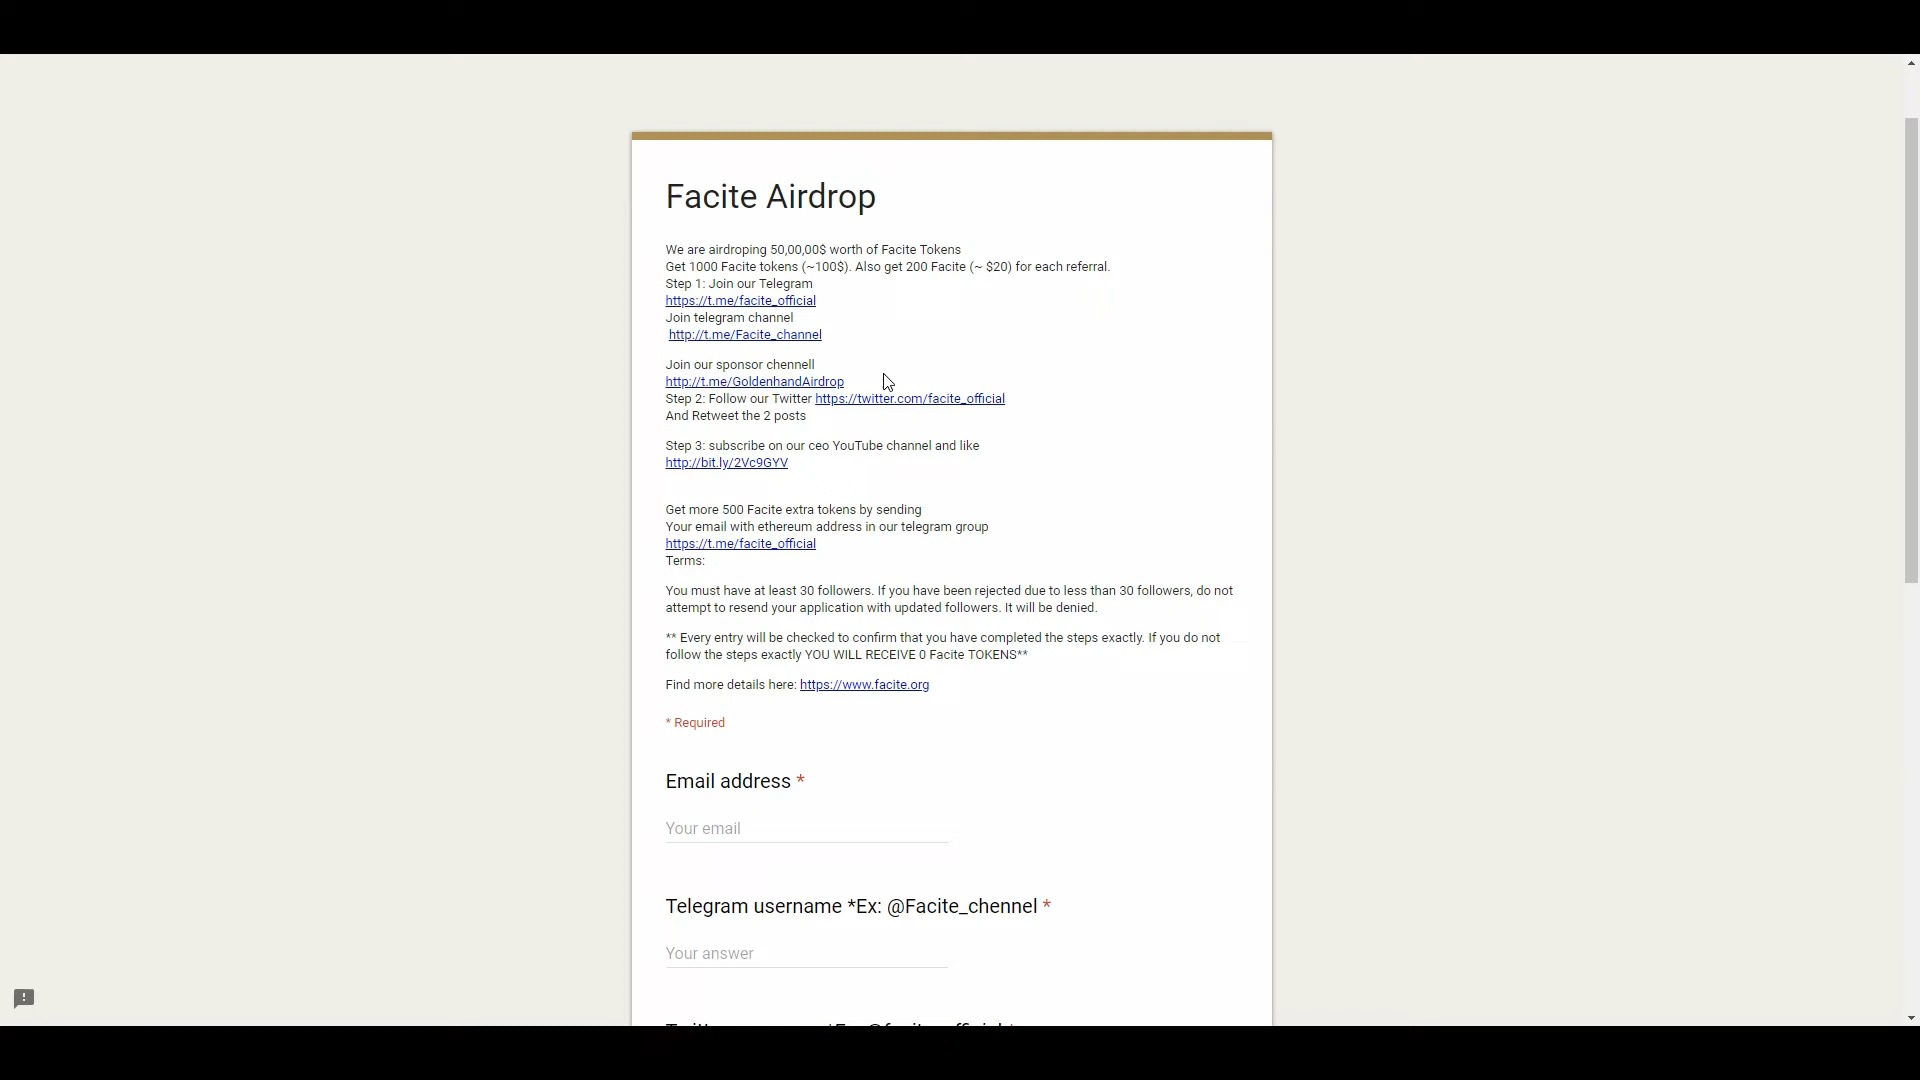 Facite Airdrop
We are airdroping 50,00,00$ worth of Facite Tokens
Get 1000 Facite tokens (~100$). Also get 200 Facite (~ $20) for each referral.
Step 1: Join our Telegram
https://t.me/facite_official
Join telegram channel
http://t.me/Facite_channel
Join our sponsor chennell
http://t.me/GoldenhandAirdrop
Step 2: Follow our Twitter https://twitter.com/facite_official
And Retweet the 2 posts
Step 3: subscribe on our ceo YouTube channel and like
http://bit.ly/2Vc9GYV
Get more 500 Facite extra tokens by sending
Your email with ethereum address in our telegram group
https://t.me/facite_official
Terms:
You must have at least 30 followers. If you have been rejected due to less than 30 followers, do not
attempt to resend your application with updated followers. It will be denied.
** Every entry will be checked to confirm that you have completed the steps exactly. If you do not
follow the steps exactly YOU WILL RECEIVE 0 Facite TOKENS**
Find more details here: https://www.facite.org
* Required
Email address *
Your email
Telegram username *Ex: @Facite_chennel *
Your answer